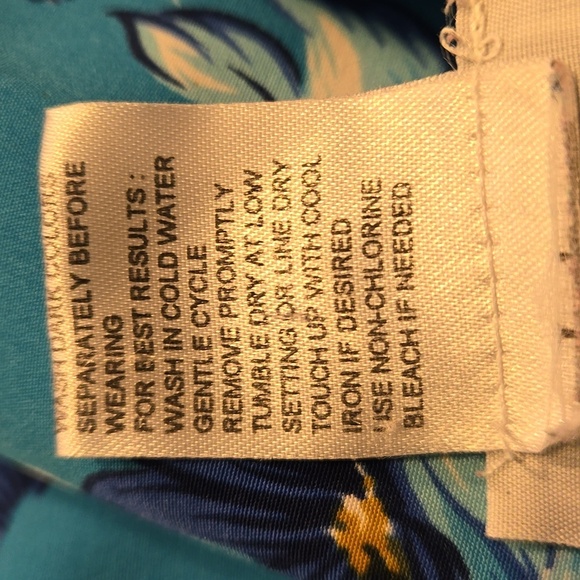 WASH DARK COLORS
SEPARATELY BEFORE
WEARING
FOR BEST RESULTS :
WASH IN COLD WATER
GENTLE CYCLE
REMOVE PROMPTLY
TUMBLE DRY AT LOW
SETTING OR LINE DRY
TOUCH UP WITH COOL
IRON IF DESIRED
USE NON-CHLORINE
BLEACH IF NEEDED